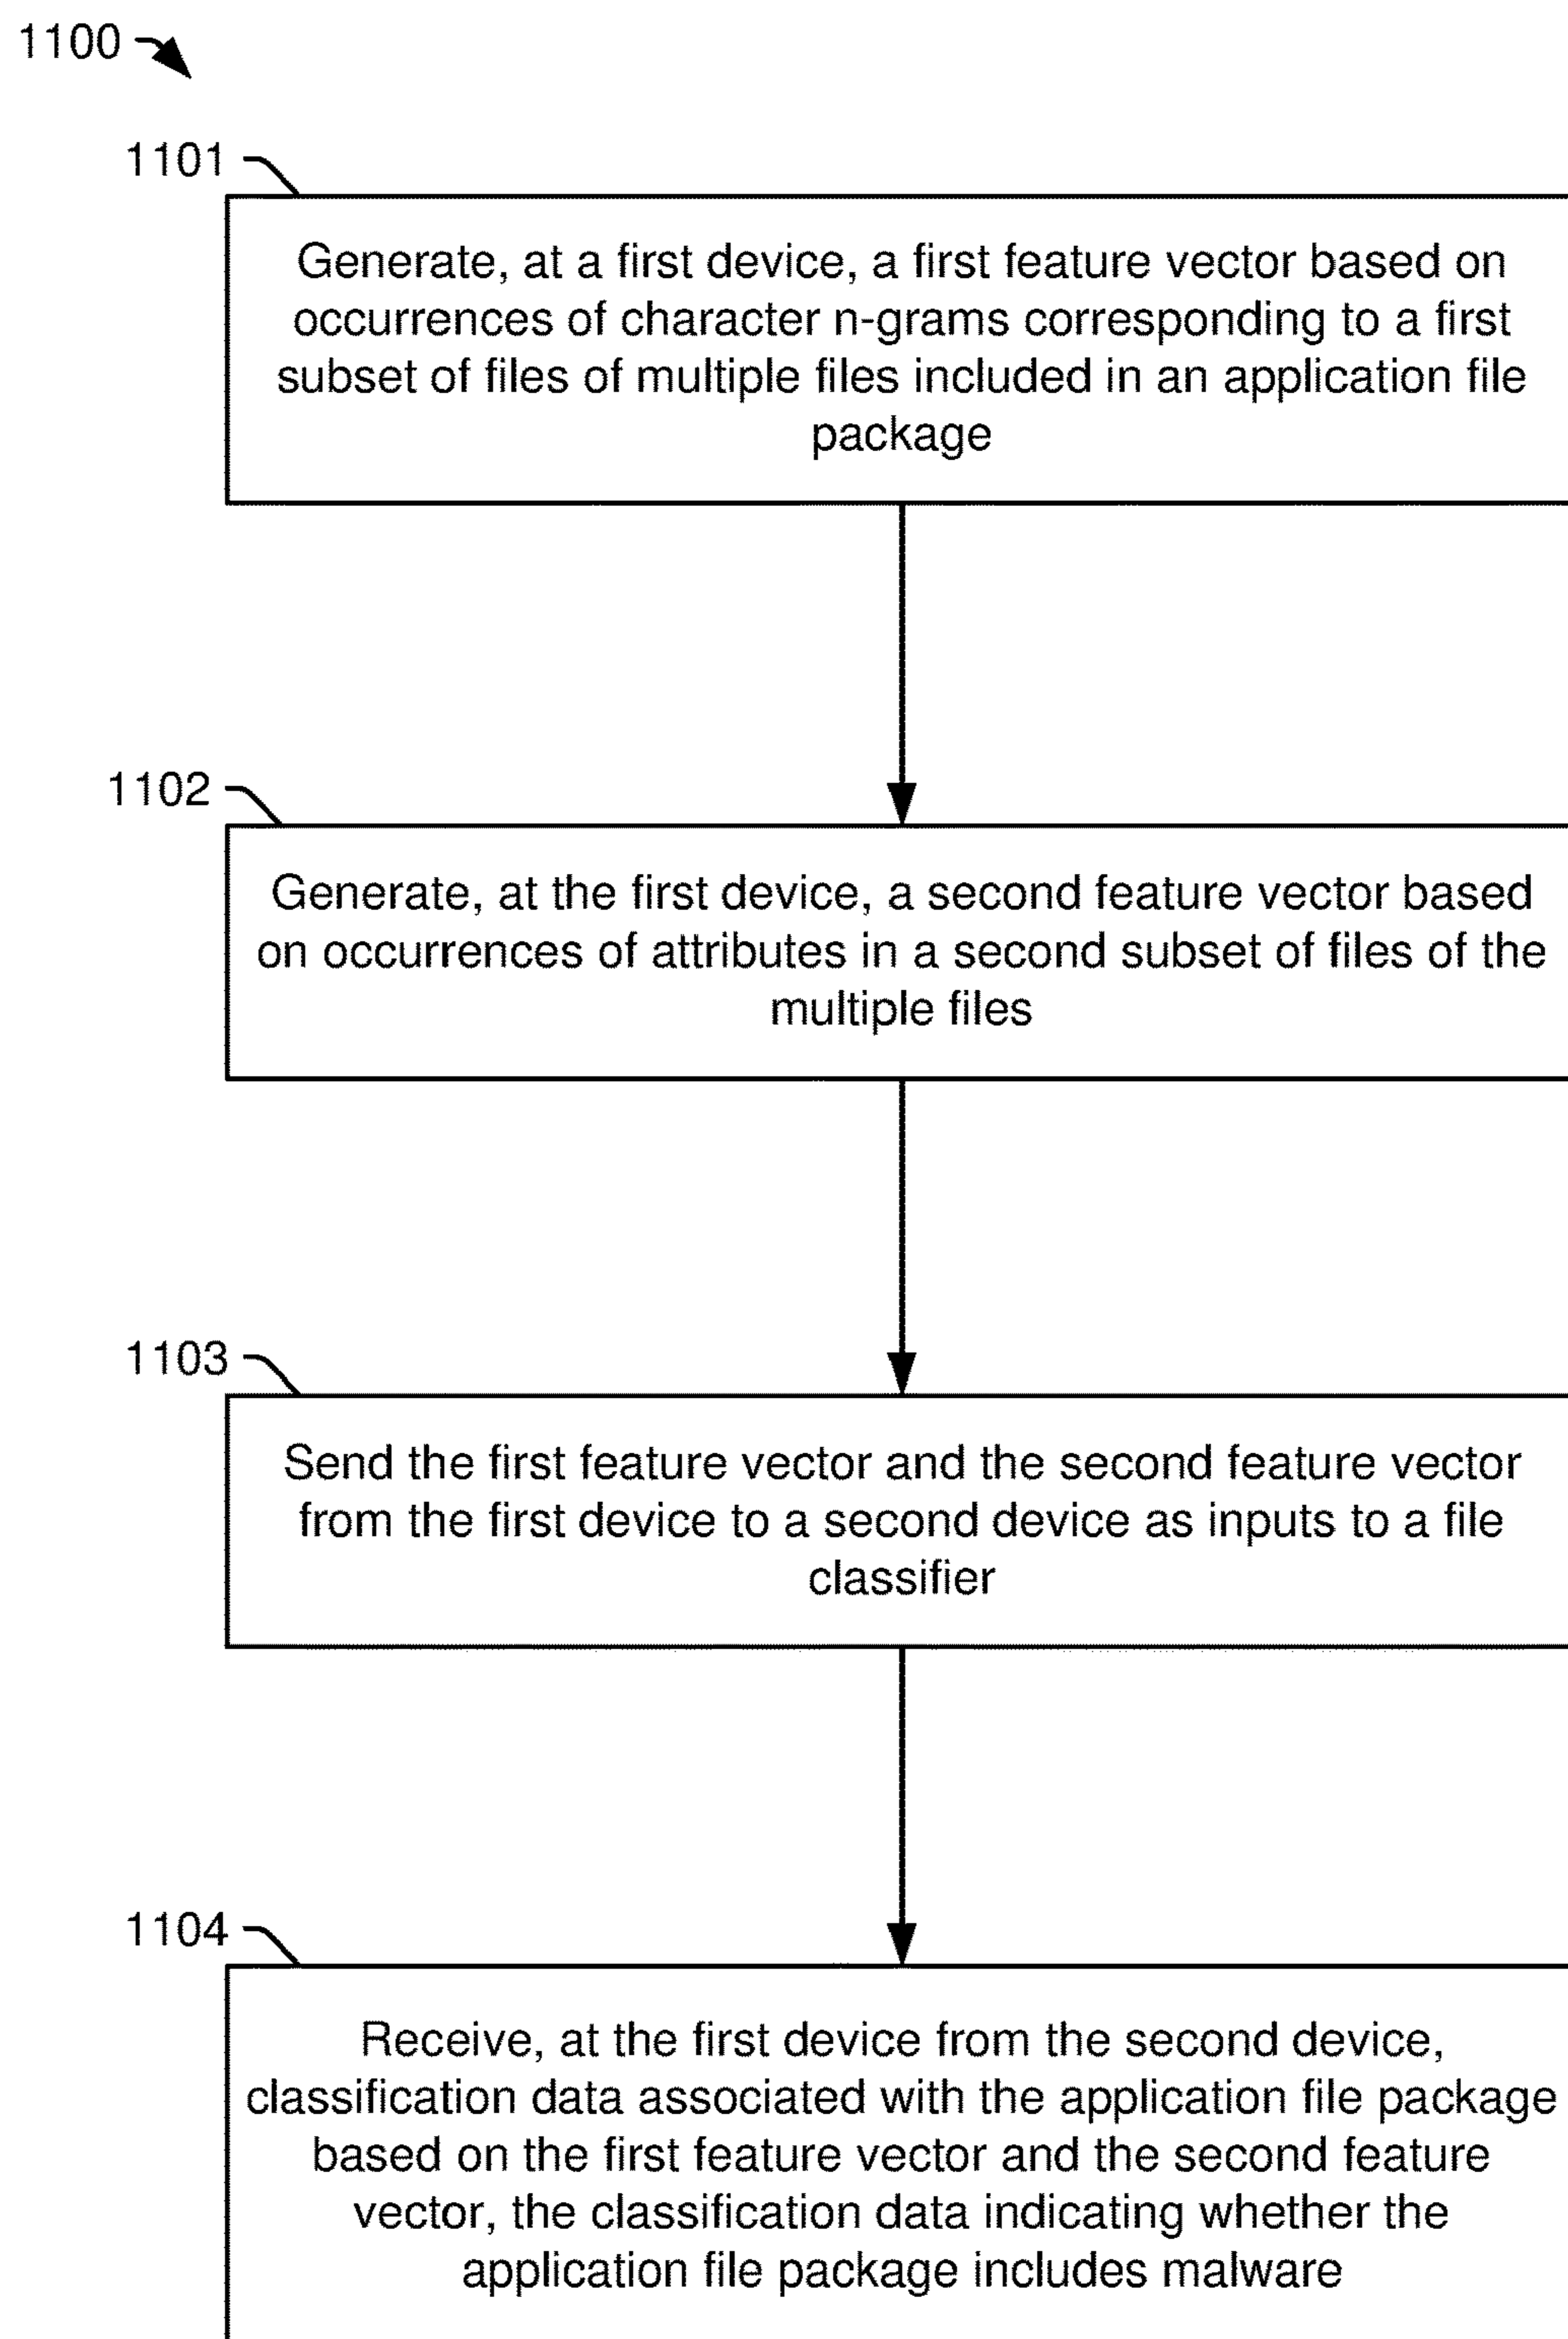 1100
1101
Generate, at a first device, a first feature vector based on
occurrences of character n-grams corresponding to a first
subset of files of multiple files included in an application file
package
1102
Generate, at the first device, a second feature vector based
on occurrences of attributes in a second subset of files of the
multiple files
1103
Send the first feature vector and the second feature vector
from the first device to a second device as inputs to a file
classifier
1104
Receive, at the first device from the second device,
classification data associated with the application file package
based on the first feature vector and the second feature
vector, the classification data indicating whether the
application file package includes malware